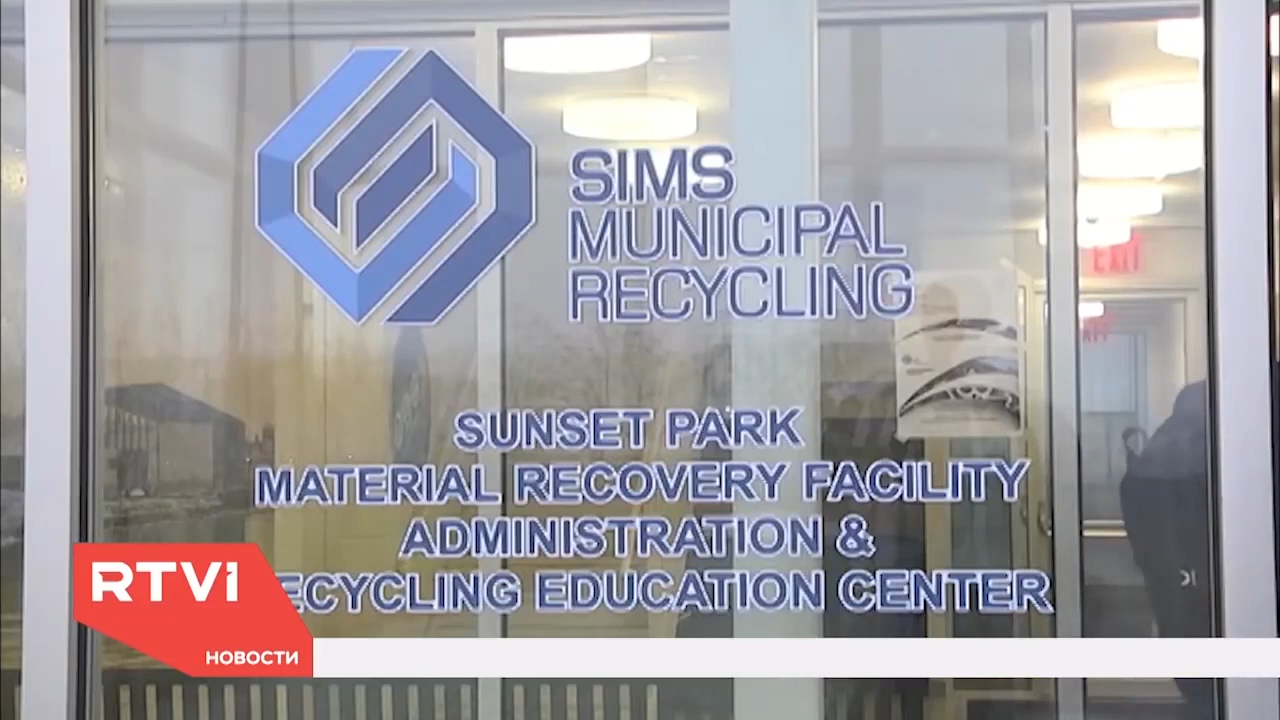 SIMS
MUNICIPAL
RECYCLING
EXIT
SUNSET PARK
MATERIAL RECOVERY FACILITY
ADMINISTRATION &
ECYCLING EDUCATION CENTER
RTVI
НОВОСТИ